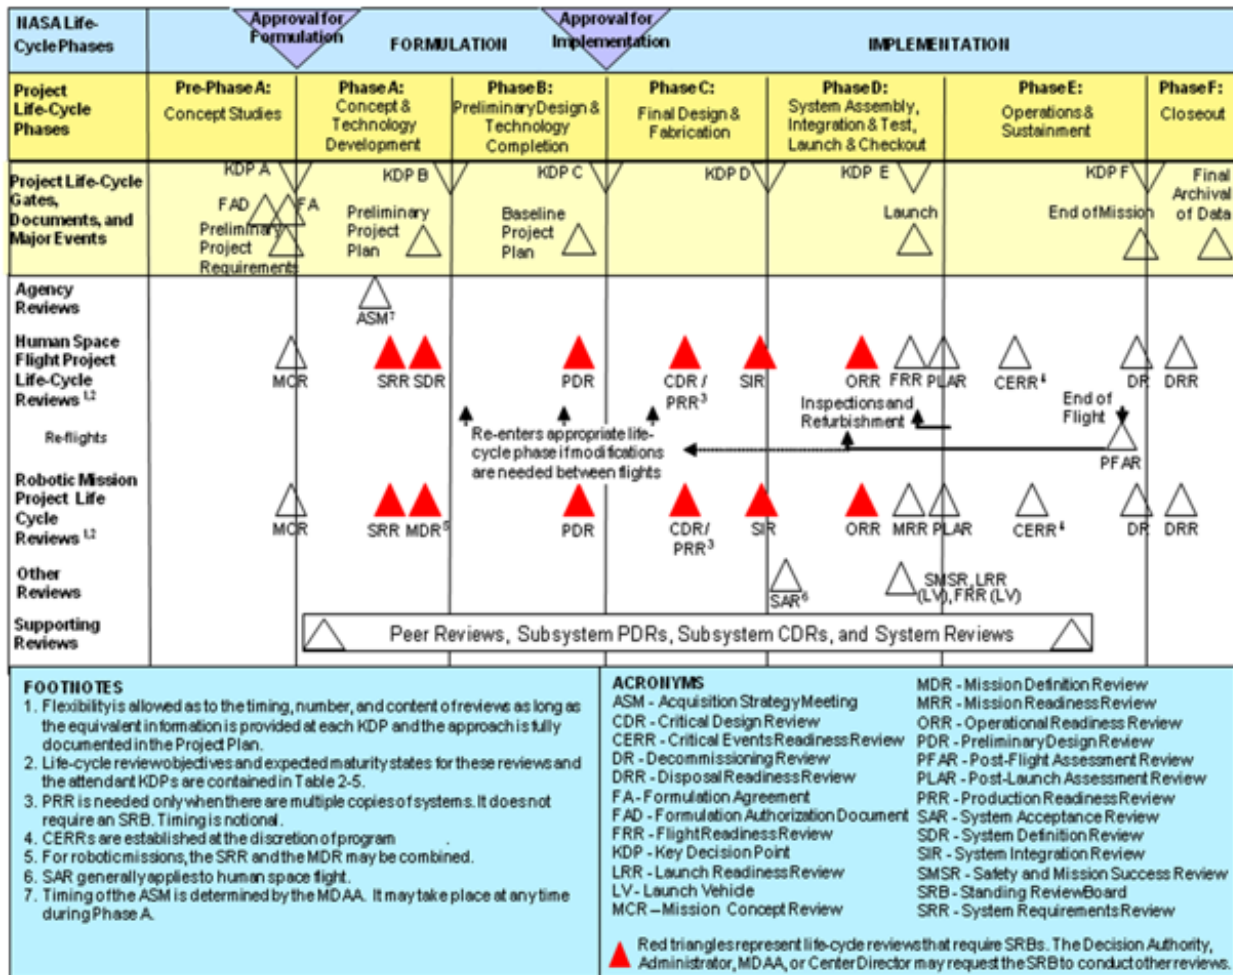 NASA Life-
Cycle Phases
Approval for
Formulation
FORMULATION
Approval for
Implementation
IMPLEMENTATION
Project
Life-Cycle
Phases
Pre-Phase A:
Concept Studies
Phase A:
Concept &
Technology
Development
Phase B:
Preliminary Design &
Technology
Completion
Phase C:
Final Design &
Fabrication
Phase D:
System Assembly,
Integration & Test,
Launch & Checkout
Phase E:
Operations &
Sustainment
Phase F:
Closeout
Project Life-Cycle
Gates,
Documents, and
Major Events
KDP A
KDP B
KDP C
KDP D
KDP E
KDP F
FAD
FA
Preliminary
Project
Requirements
Preliminary
Project
Plan
Baseline
Project
Plan
Launch
End of Mission
Final
Archival
of Data
Agency
Reviews
ASM7
Human Space
Flight Project
Life-Cycle
Reviews 1,2
MCR
SRR
SDR
PDR
CDR /
PRR3
SIR
ORR
FRR
PLAR
CERR4
DR
DRR
Re-flights
Re-enters appropriate life-
cycle phase if modifications
are needed between flights
Inspections and
Refurbishment
End of
Flight
PFAR
Robotic Mission
Project Life
Cycle
Reviews 1,2
MCR
SRR
MDR5
PDR
CDR/
PRR3
SIR
ORR
MRR
PLAR
CERR4
DR
DRR
Other
Reviews
SAR6
SMSR, LRR
(LV), FRR (LV)
Supporting
Reviews
Peer Reviews, Subsystem PDRs, Subsystem CDRs, and System Reviews
FOOTNOTES
1. Flexibility is allowed as to the timing, number, and content of reviews as long as
the equivalent information is provided at each KDP and the approach is fully
documented in the Project Plan.
2. Life-cycle review objectives and expected maturity states for these reviews and
the attendant KDPs are contained in Table 2-5.
3. PRR is needed only when there are multiple copies of systems. It does not
require an SRB. Timing is notional.
4. CERRs are established at the discretion of program .
5. For robotic missions, the SRR and the MDR may be combined.
6. SAR generally applies to human space flight.
7. Timing of the ASM is determined by the MDAA. It may take place at any time
during Phase A.
ACRONYMS
ASM - Acquisition Strategy Meeting
CDR - Critical Design Review
CERR - Critical Events Readiness Review
DR - Decommissioning Review
DRR - Disposal Readiness Review
FA - Formulation Agreement
FAD - Formulation Authorization Document
FRR - Flight Readiness Review
KDP - Key Decision Point
LRR - Launch Readiness Review
LV - Launch Vehicle
MCR – Mission Concept Review
MDR - Mission Definition Review
MRR - Mission Readiness Review
ORR - Operational Readiness Review
PDR - Preliminary Design Review
PFAR - Post-Flight Assessment Review
PLAR - Post-Launch Assessment Review
PRR - Production Readiness Review
SAR - System Acceptance Review
SDR - System Definition Review
SIR - System Integration Review
SMSR - Safety and Mission Success Review
SRB - Standing Review Board
SRR - System Requirements Review
Red triangles represent life-cycle reviews that require SRBs. The Decision Authority,
Administrator, MDAA, or Center Director may request the SRB to conduct other reviews.